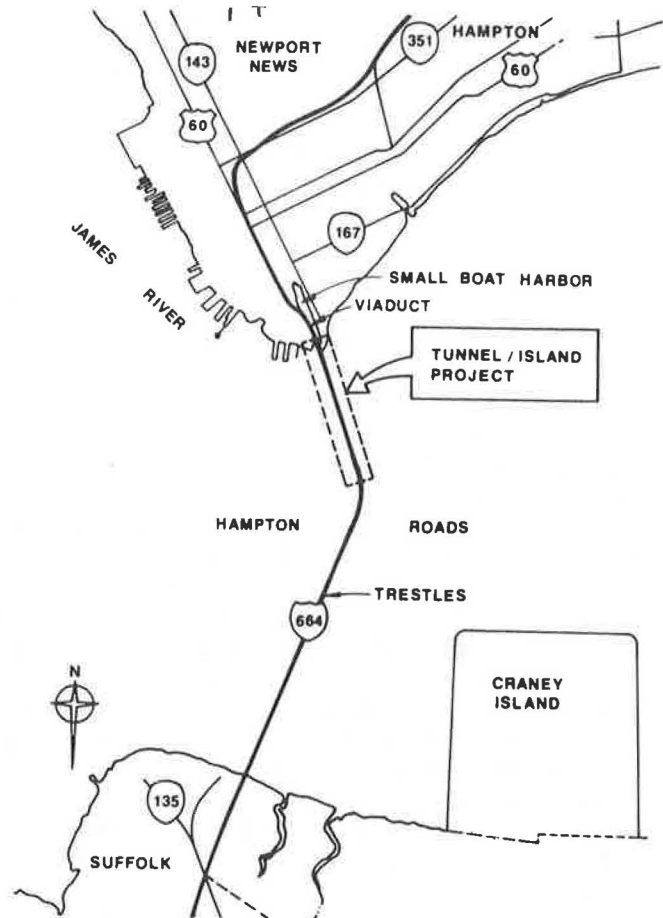 NEWPORT
NEWS
143
351
HAMPTON
60
60
JAMES
RIVER
167
SMALL BOAT HARBOR
VIADUCT
TUNNEL / ISLAND
PROJECT
HAMPTON ROADS
TRESTLES
664
N
CRANEY
ISLAND
135
SUFFOLK